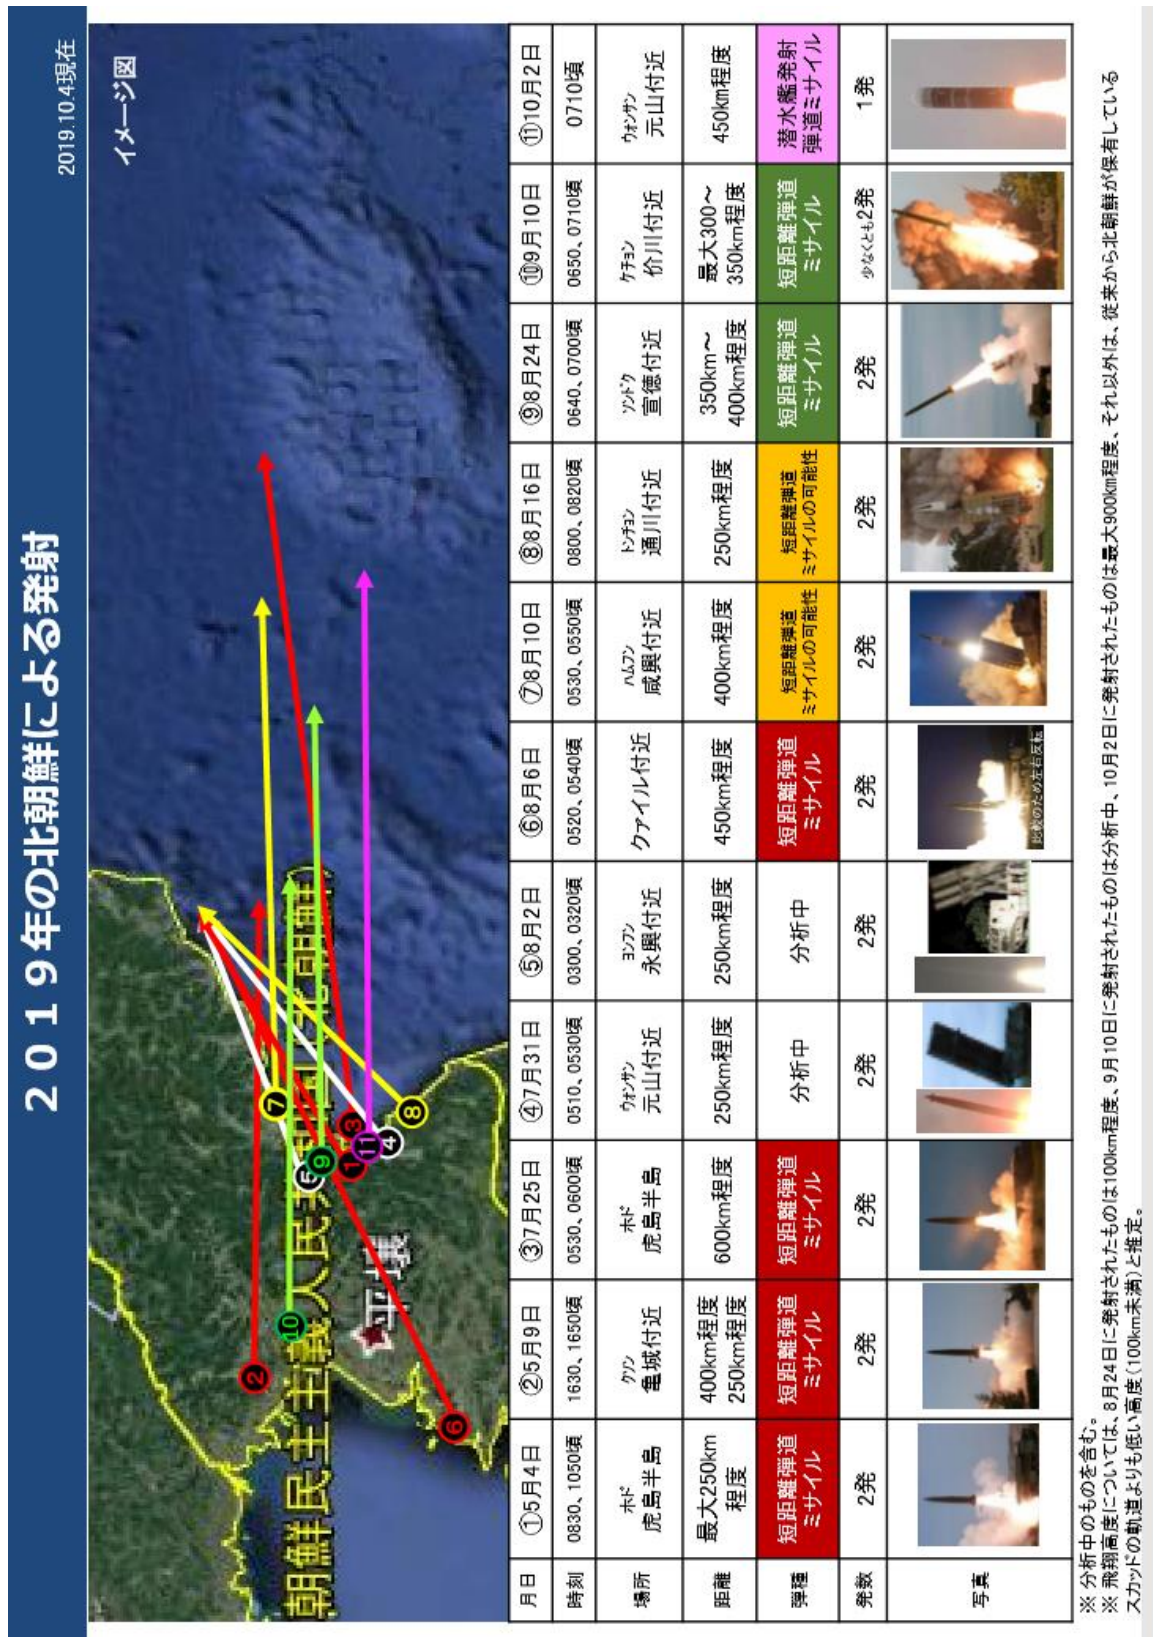 2019年の北朝鮮による発射
2019.10.4現在
イメージ図
朝鮮民主主義人民共和国(北朝鮮)
平壌
1
2
3
4
5
6
7
8
9
10
11
月日
①5月4日
②5月9日
③7月25日
④7月31日
⑤8月2日
⑥8月6日
⑦8月10日
⑧8月16日
⑨8月24日
⑩9月10日
⑪10月2日
時刻
0830、1050頃
1630、1650頃
0530、0600頃
0510、0530頃
0300、0320頃
0520、0540頃
0530、0550頃
0800、0820頃
0640、0700頃
0650、0710頃
0710頃
場所
ホド
虎島半島
クソン
亀城付近
ホド
虎島半島
ウォンサン
元山付近
ヨンフン
永興付近
クァイル付近
ハムフン
咸興付近
トンチョン
通川付近
ソンドク
宣徳付近
ケチョン
价川付近
ウォンサン
元山付近
距離
最大250km
程度
400km程度
250km程度
600km程度
250km程度
250km程度
450km程度
400km程度
250km程度
350km～
400km程度
最大300～
350km程度
450km程度
弾種
短距離弾道
ミサイル
短距離弾道
ミサイル
短距離弾道
ミサイル
分析中
分析中
短距離弾道
ミサイル
短距離弾道
ミサイルの可能性
短距離弾道
ミサイルの可能性
短距離弾道
ミサイル
短距離弾道
ミサイル
潜水艦発射
弾道ミサイル
発数
2発
2発
2発
2発
2発
2発
2発
2発
2発
少なくとも2発
1発
写真
比較のため左右反転
※ 分析中のものを含む。
※ 飛翔高度については、8月24日に発射されたものは100km程度、9月10日に発射されたものは分析中、10月2日に発射されたものは最大900km程度、それ以外は、従来から北朝鮮が保有している
スカッドの軌道よりも低い高度(100km未満)と推定。